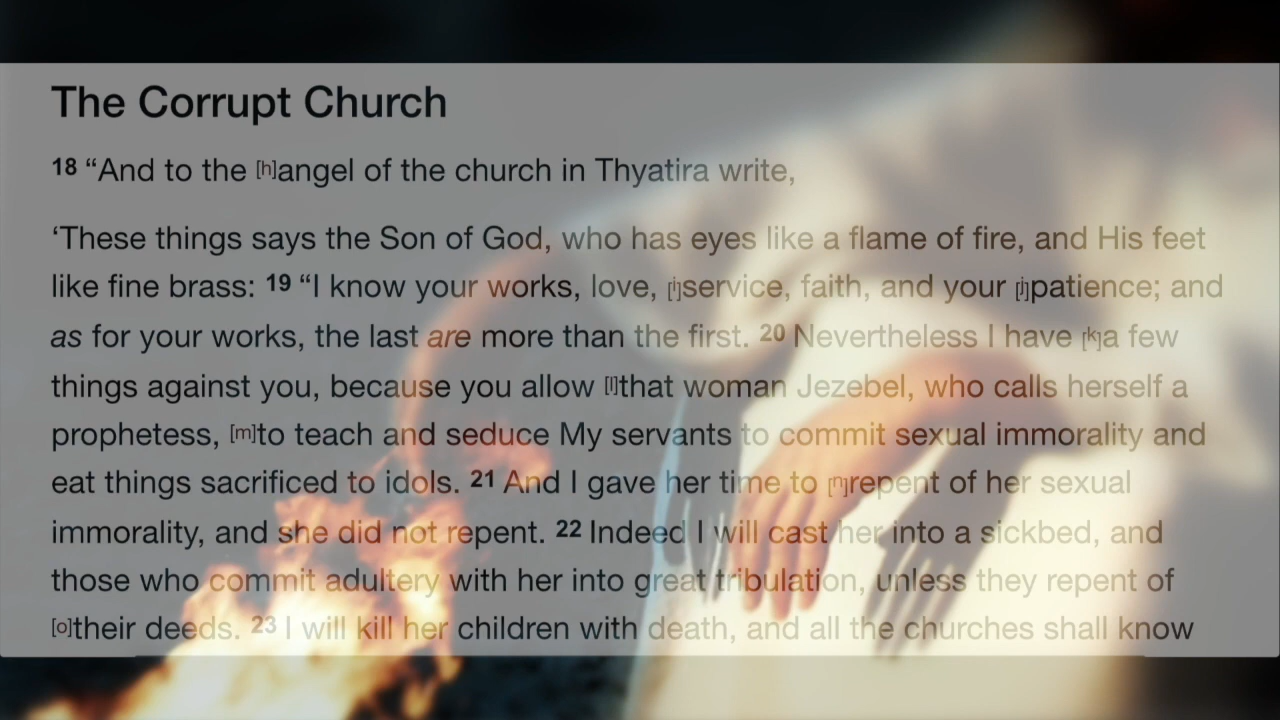 The Corrupt Church
18 “And to the [h]angel of the church in Thyatira write,
‘These things says the Son of God, who has eyes like a flame of fire, and His feet
like fine brass: 19 “I know your works, love, [i]service, faith, and your [j]patience; and
as for your works, the last are more than the first. 20 Nevertheless I have [k]a few
things against you, because you allow [l]that woman Jezebel, who calls herself a
prophetess, [m]to teach and seduce My servants to commit sexual immorality and
eat things sacrificed to idols. 21 And I gave her time to [n]repent of her sexual
immorality, and she did not repent. 22 Indeed I will cast her into a sickbed, and
those who commit adultery with her into great tribulation, unless they repent of
[o]their deeds. 23 I will kill her children with death, and all the churches shall know